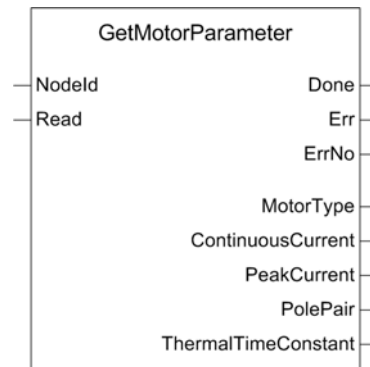 GetMotorParameter
NodeId Done
Read Err
ErrNo
MotorType
ContinuousCurrent
PeakCurrent
PolePair
ThermalTimeConstant